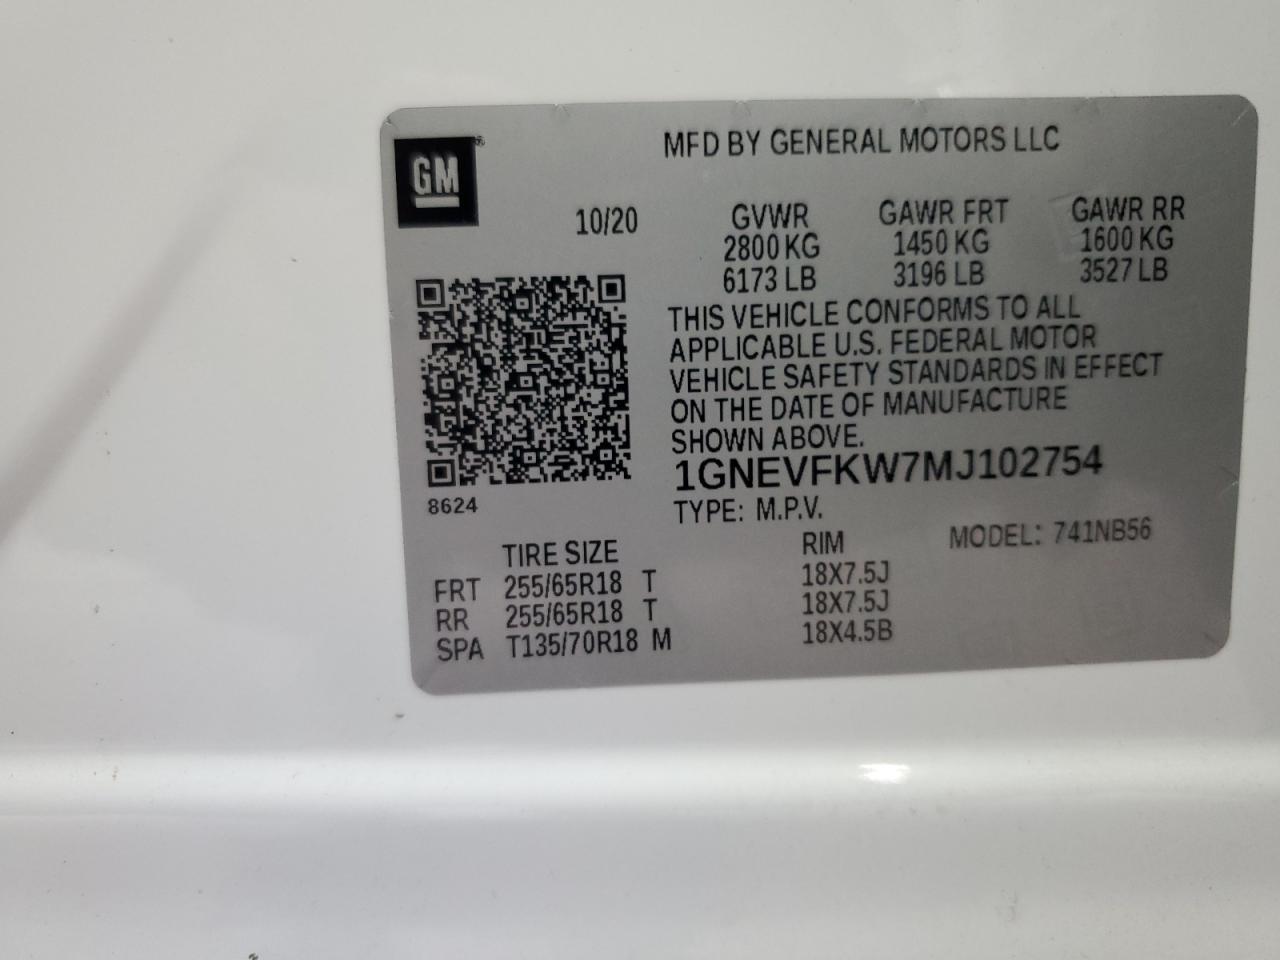 GM
MFD BY GENERAL MOTORS LLC
10/20
GVWR GAWR FRT GAWR RR
2800 KG 1450 KG 1600 KG
6173 LB 3196 LB 3527 LB
THIS VEHICLE CONFORMS TO ALL
APPLICABLE U.S. FEDERAL MOTOR
VEHICLE SAFETY STANDARDS IN EFFECT
ON THE DATE OF MANUFACTURE
SHOWN ABOVE.
1GNEVFKW7MJ102754
8624
TYPE: M.P.V.
MODEL: 741NB56
TIRE SIZE RIM
FRT 255/65R18 T 18X7.5J
RR 255/65R18 T 18X7.5J
SPA T135/70R18 M 18X4.5B